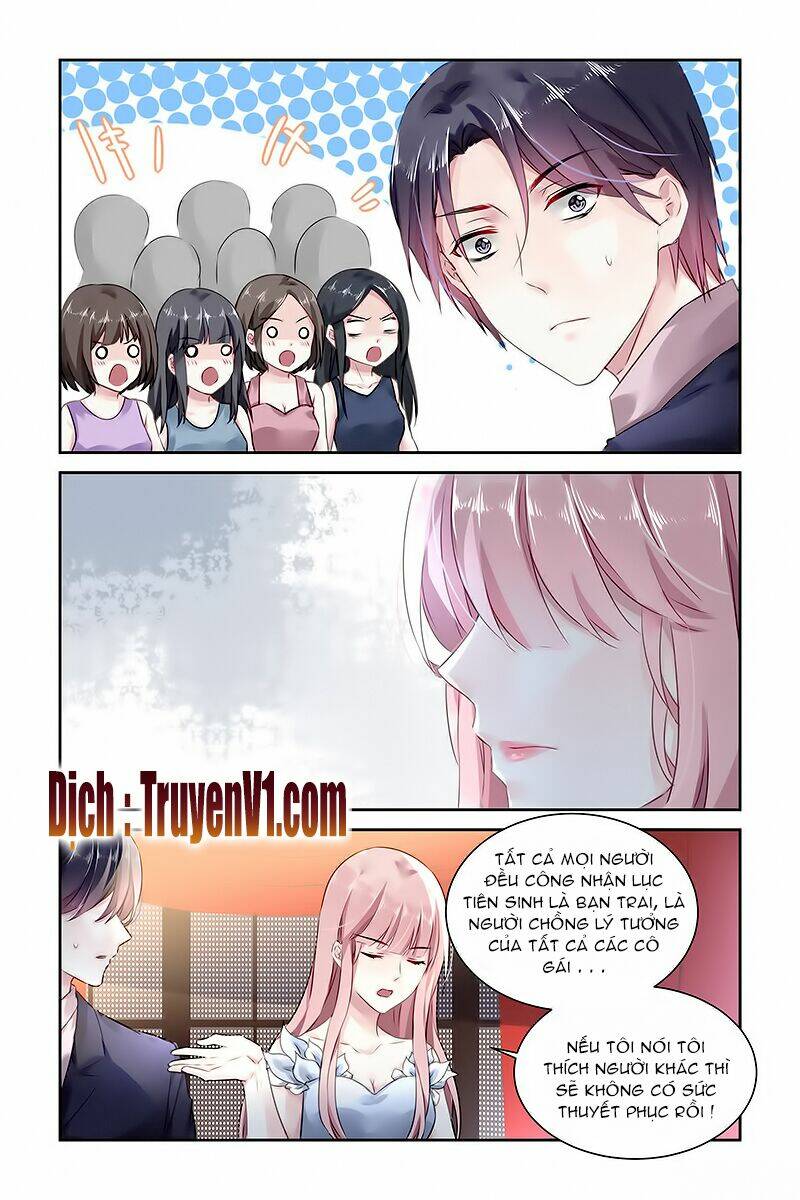 Dịch : TruyenV1.com
TẤT CẢ MỌI NGƯỜI
ĐỀU CÔNG NHẬN LỤC
TIÊN SINH LÀ BẠN TRAI, LÀ
NGƯỜI CHỒNG LÝ TƯỞNG
CỦA TẤT CẢ CÁC CÔ
GÁI . . .
NẾU TÔI NÓI TÔI
THÍCH NGƯỜI KHÁC THÌ
SẼ KHÔNG CÓ SỨC
THUYẾT PHỤC RỒI !